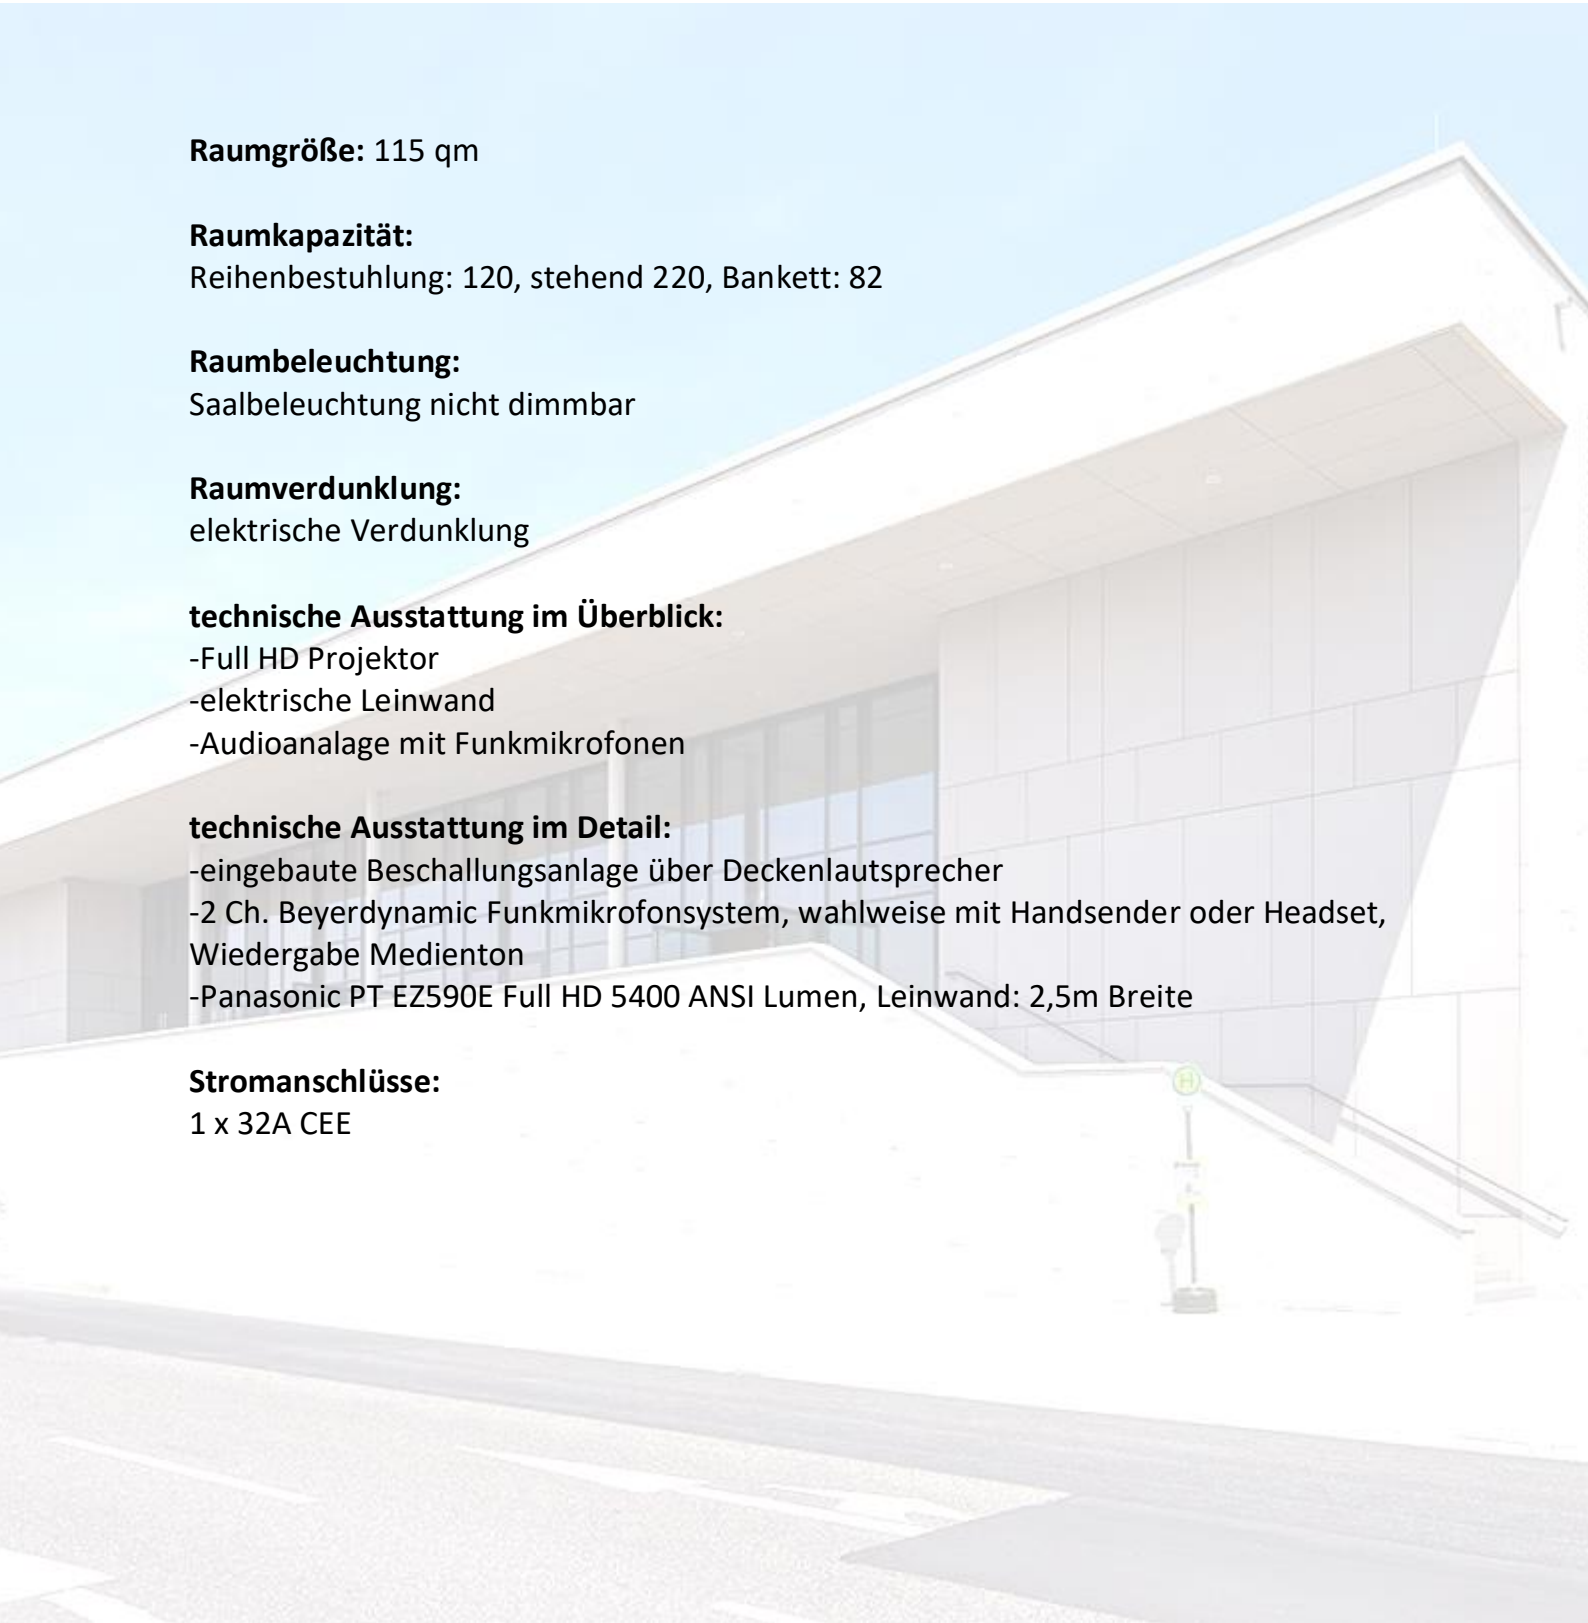 Raumgröße: 115 qm
Raumkapazität:
Reihenbestuhlung: 120, stehend 220, Bankett: 82
Raumbeleuchtung:
Saalbeleuchtung nicht dimmbar
Raumverdunklung:
elektrische Verdunklung
technische Ausstattung im Überblick:
-Full HD Projektor
-elektrische Leinwand
-Audioanalage mit Funkmikrofonen
technische Ausstattung im Detail:
-eingebaute Beschallungsanlage über Deckenlautsprecher
-2 Ch. Beyerdynamic Funkmikrofonsystem, wahlweise mit Handsender oder Headset,
Wiedergabe Medienton
-Panasonic PT EZ590E Full HD 5400 ANSI Lumen, Leinwand: 2,5m Breite
Stromanschlüsse:
1 x 32A CEE
H